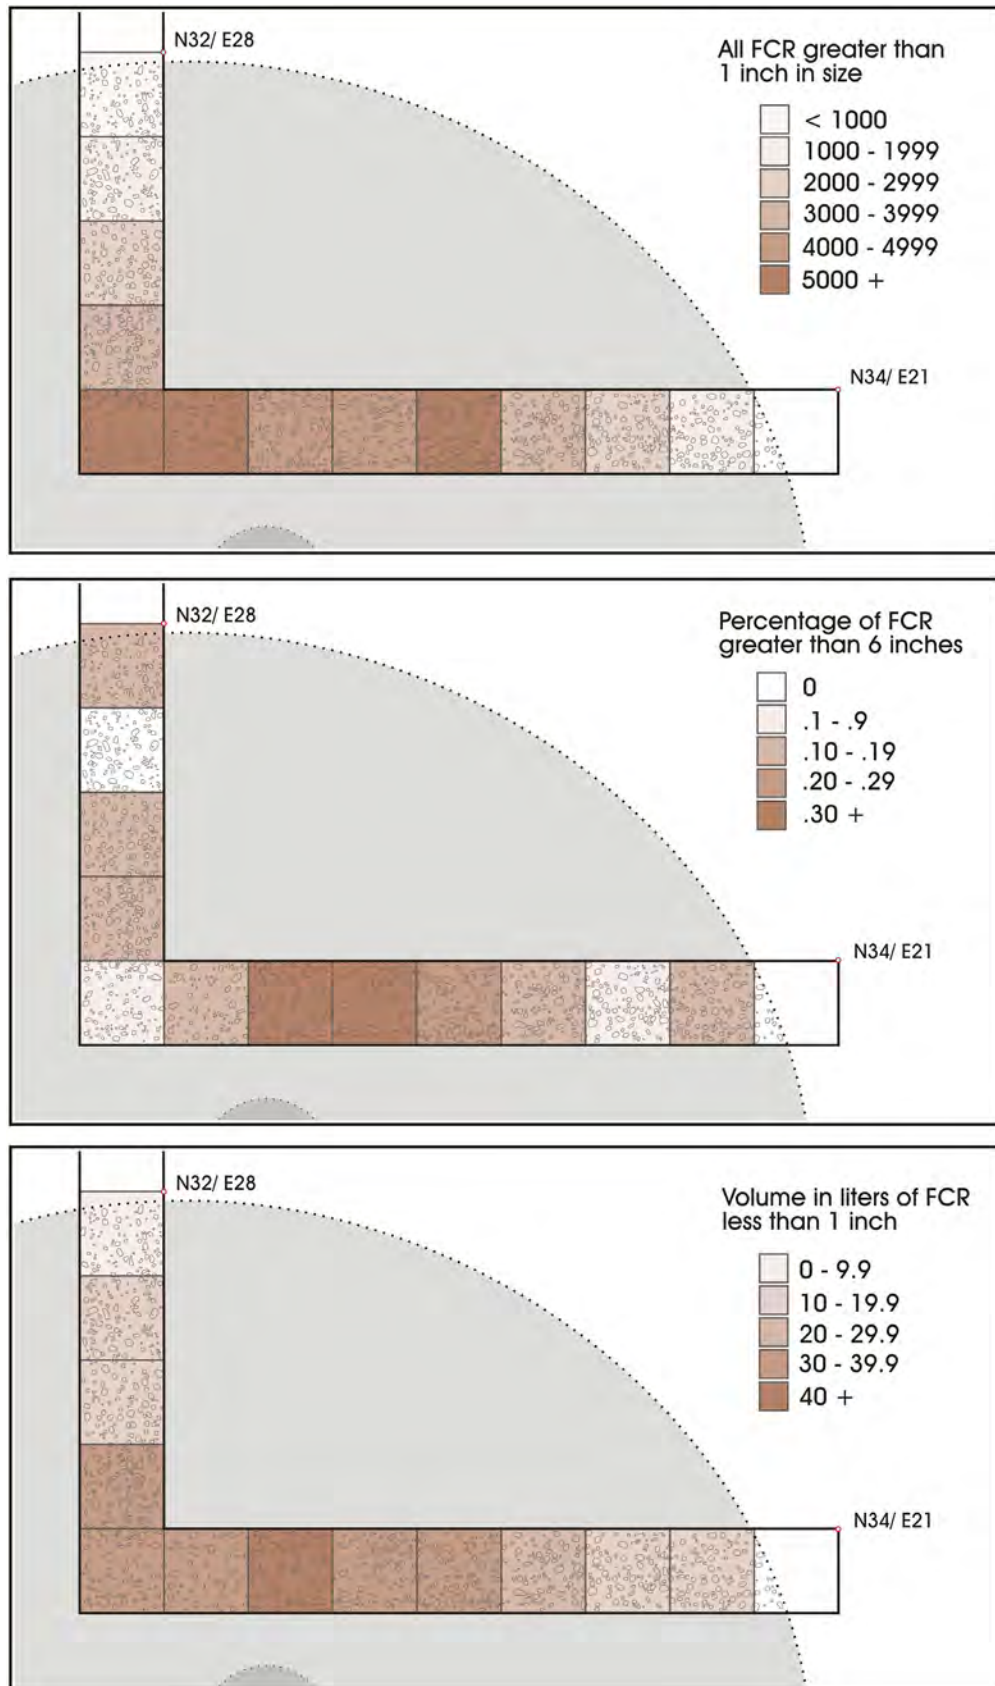 N32/ E28
All FCR greater than
1 inch in size
< 1000
1000 - 1999
2000 - 2999
3000 - 3999
4000 - 4999
5000 +
N34/ E21
N32/ E28
Percentage of FCR
greater than 6 inches
0
.1 - .9
.10 - .19
.20 - .29
.30 +
N34/ E21
N32/ E28
Volume in liters of FCR
less than 1 inch
0 - 9.9
10 - 19.9
20 - 29.9
30 - 39.9
40 +
N34/ E21